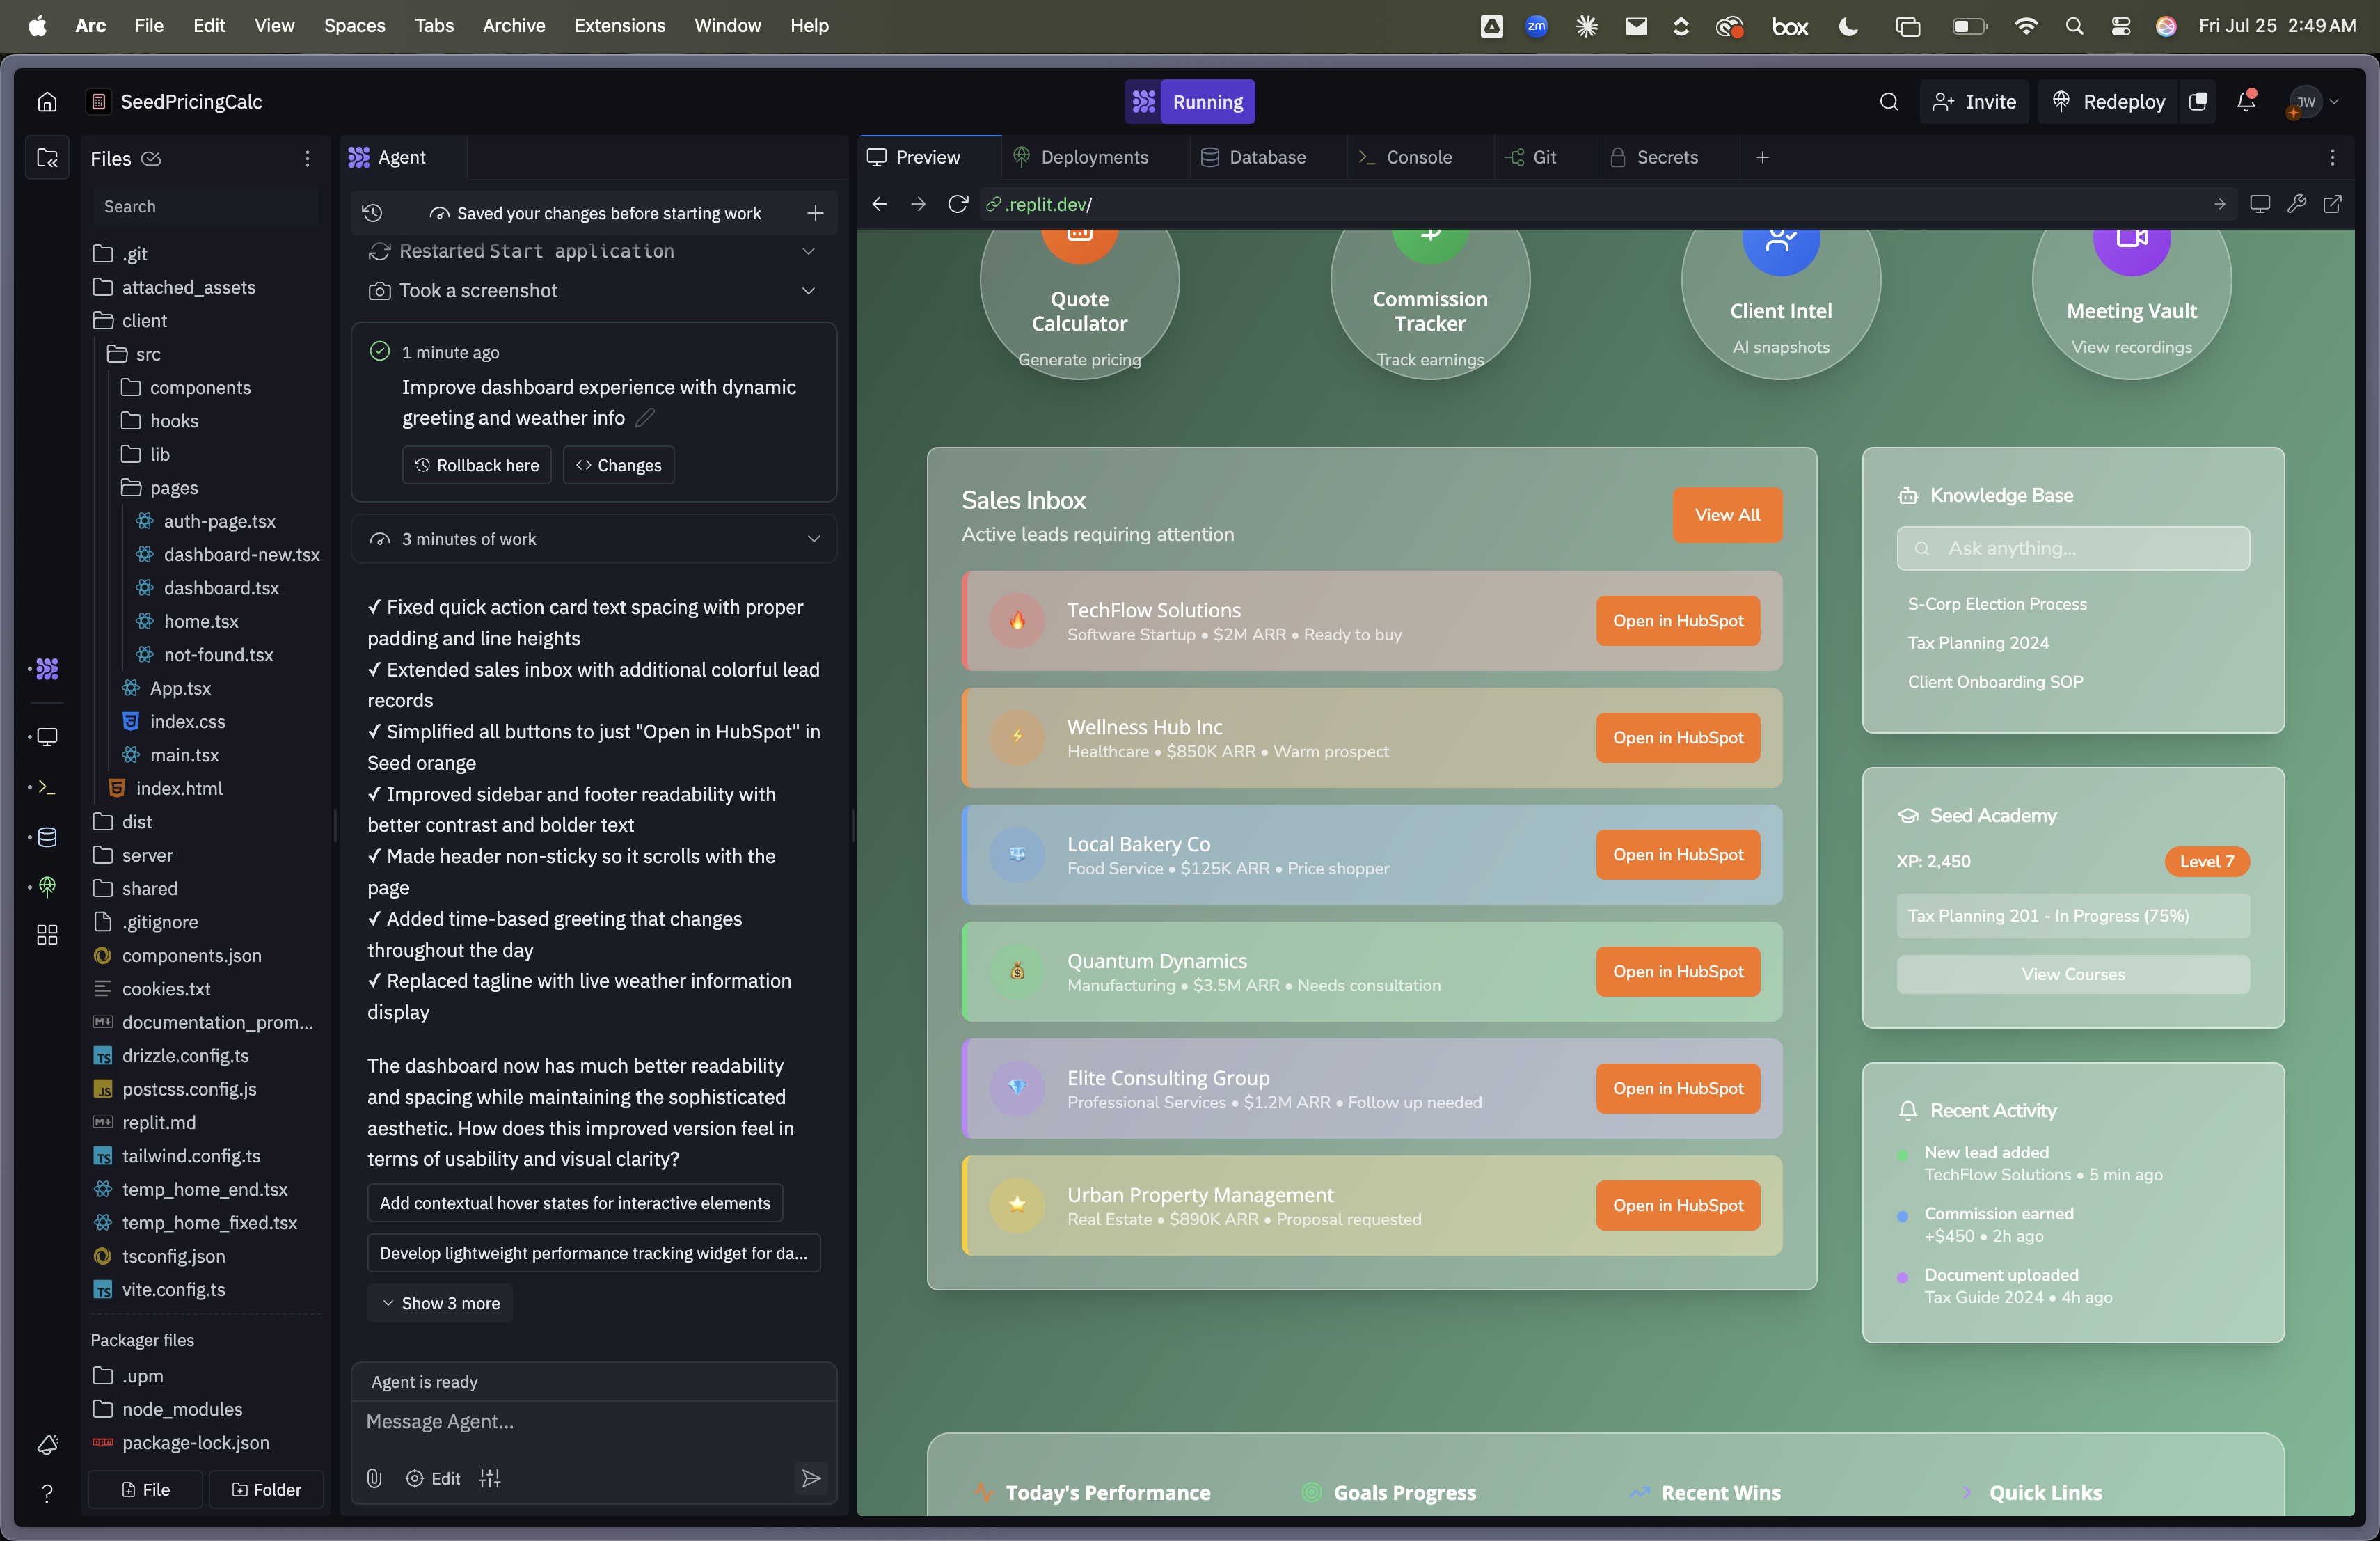 Arc File Edit View Spaces Tabs Archive Extensions Window Help
zm box Fri Jul 25 2:49 AM
SeedPricingCalc
Running
Invite Redeploy JW
Files
Search
.git
attached_assets
client
src
components
hooks
lib
pages
auth-page.tsx
dashboard-new.tsx
dashboard.tsx
home.tsx
not-found.tsx
App.tsx
index.css
main.tsx
index.html
dist
server
shared
.gitignore
components.json
cookies.txt
documentation_prom...
drizzle.config.ts
postcss.config.js
replit.md
tailwind.config.ts
temp_home_end.tsx
temp_home_fixed.tsx
tsconfig.json
vite.config.ts
Packager files
.upm
node_modules
package-lock.json
File Folder
Agent
Saved your changes before starting work
Restarted Start application
Took a screenshot
1 minute ago
Improve dashboard experience with dynamic
greeting and weather info
Rollback here Changes
3 minutes of work
✓ Fixed quick action card text spacing with proper
padding and line heights
✓ Extended sales inbox with additional colorful lead
records
✓ Simplified all buttons to just "Open in HubSpot" in
Seed orange
✓ Improved sidebar and footer readability with
better contrast and bolder text
✓ Made header non-sticky so it scrolls with the
page
✓ Added time-based greeting that changes
throughout the day
✓ Replaced tagline with live weather information
display
The dashboard now has much better readability
and spacing while maintaining the sophisticated
aesthetic. How does this improved version feel in
terms of usability and visual clarity?
Add contextual hover states for interactive elements
Develop lightweight performance tracking widget for da...
Show 3 more
Agent is ready
Message Agent...
Edit
Preview Deployments Database Console Git Secrets
.replit.dev/
Quote
Calculator
Generate pricing
Commission
Tracker
Track earnings
Client Intel
AI snapshots
Meeting Vault
View recordings
Sales Inbox
Active leads requiring attention
View All
TechFlow Solutions
Software Startup • $2M ARR • Ready to buy
Open in HubSpot
Wellness Hub Inc
Healthcare • $850K ARR • Warm prospect
Open in HubSpot
Local Bakery Co
Food Service • $125K ARR • Price shopper
Open in HubSpot
Quantum Dynamics
Manufacturing • $3.5M ARR • Needs consultation
Open in HubSpot
Elite Consulting Group
Professional Services • $1.2M ARR • Follow up needed
Open in HubSpot
Urban Property Management
Real Estate • $890K ARR • Proposal requested
Open in HubSpot
Knowledge Base
Ask anything...
S-Corp Election Process
Tax Planning 2024
Client Onboarding SOP
Seed Academy
XP: 2,450 Level 7
Tax Planning 201 - In Progress (75%)
View Courses
Recent Activity
New lead added
TechFlow Solutions • 5 min ago
Commission earned
+$450 • 2h ago
Document uploaded
Tax Guide 2024 • 4h ago
Today's Performance Goals Progress Recent Wins Quick Links